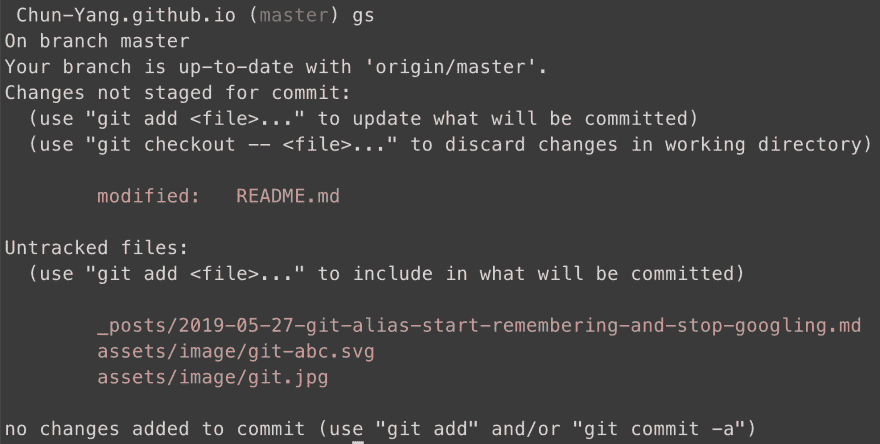 Chun-Yang.github.io (master) gs
On branch master
Your branch is up-to-date with 'origin/master'.
Changes not staged for commit:
(use "git add <file>..." to update what will be committed)
(use "git checkout -- <file>..." to discard changes in working directory)
modified: README.md
Untracked files:
(use "git add <file>..." to include in what will be committed)
_posts/2019-05-27-git-alias-start-remembering-and-stop-googling.md
assets/image/git-abc.svg
assets/image/git.jpg
no changes added to commit (use "git add" and/or "git commit -a")